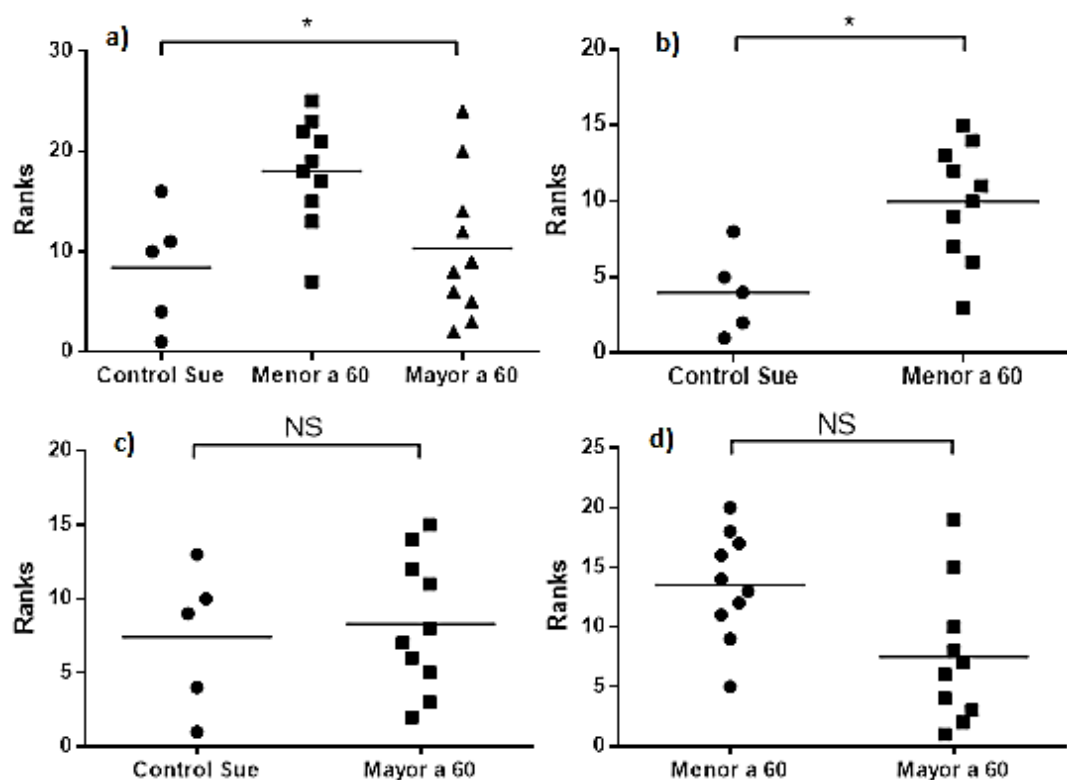 a)
*
Ranks
30
20
10
0
Control Sue Menor a 60 Mayor a 60
b)
*
Ranks
20
15
10
5
0
Control Sue Menor a 60
c)
NS
Ranks
20
15
10
5
0
Control Sue Mayor a 60
d)
NS
Ranks
25
20
15
10
5
0
Menor a 60 Mayor a 60